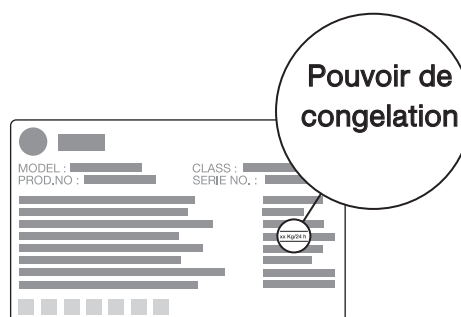 Pouvoir de
congelation
MODEL :
PROD.NO :
CLASS :
SERIE NO. :
xx Kg/24 h